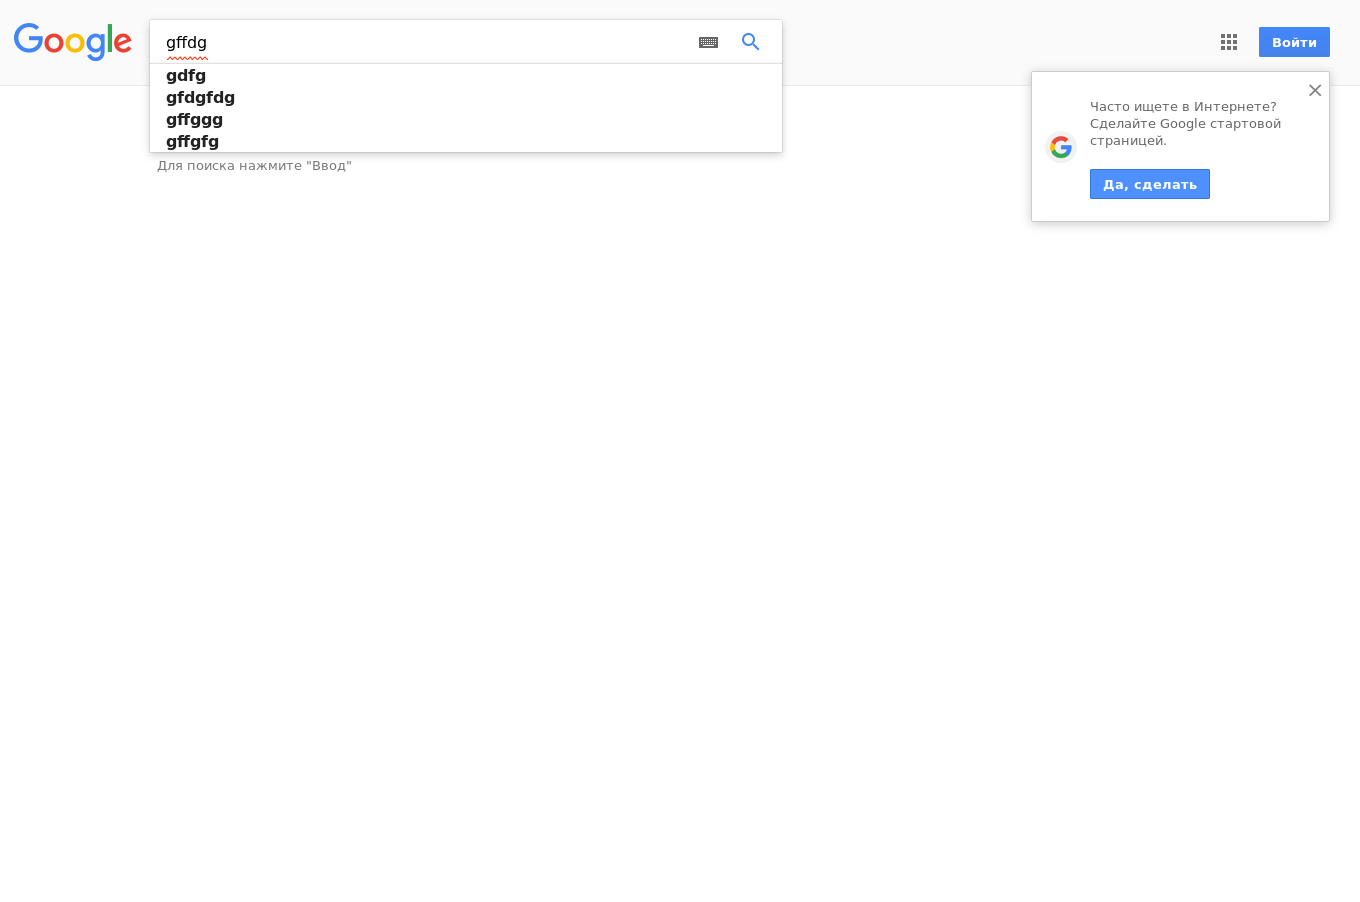 Google
gffdg
Войти
gdfg
gfdgfdg
gffggg
gffgfg
Для поиска нажмите "Ввод"
Часто ищете в Интернете?
Сделайте Google стартовой
страницей.
Да, сделать